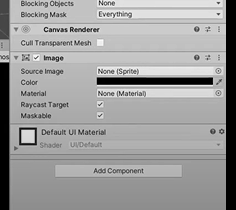 Blocking Objects None
Blocking Mask Everything
Canvas Renderer
Cull Transparent Mesh
Image
Source Image None (Sprite)
Color
Material None (Material)
Raycast Target
Maskable
Default UI Material
Shader UI/Default
Add Component